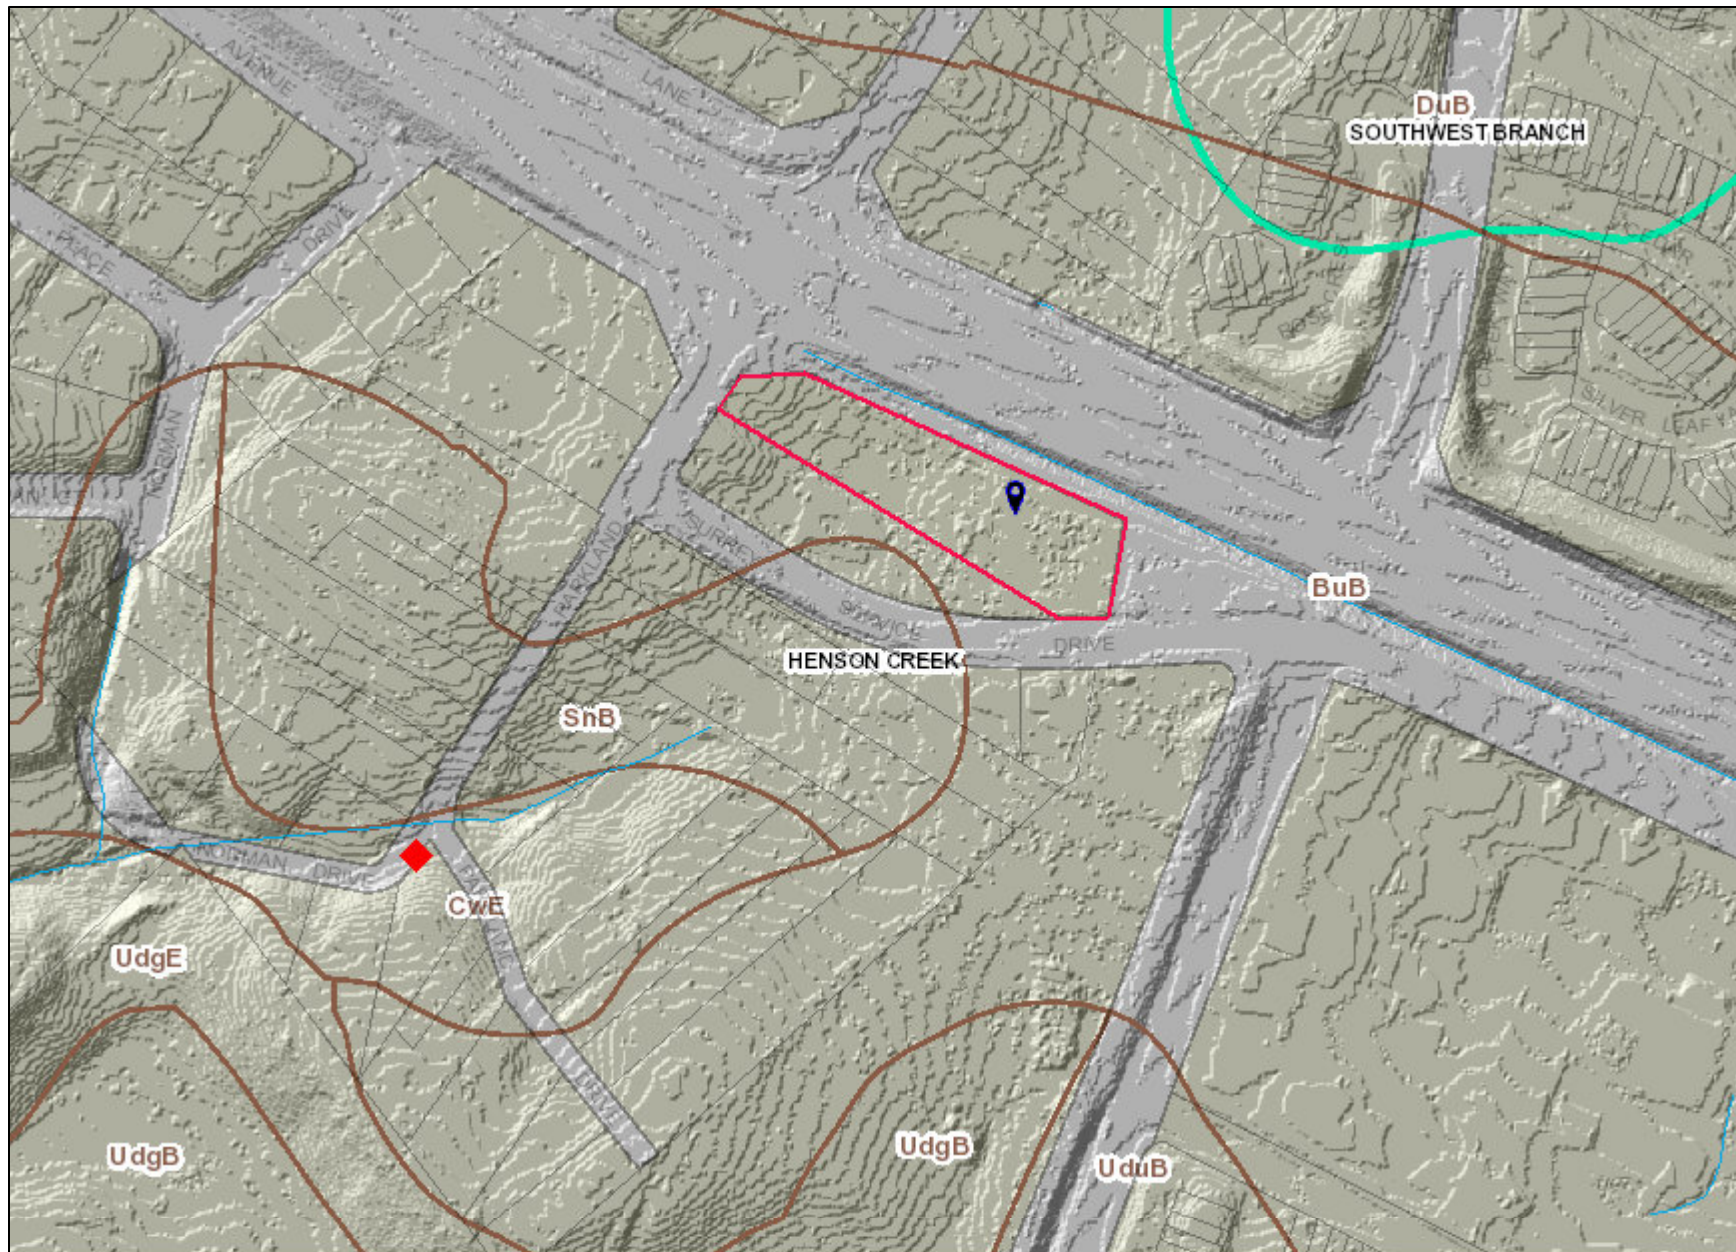 AVENUE
LANE
DuB
SOUTHWEST BRANCH
PEACE
DRIVE
NORMAN
SURREY
SERVICE
DRIVE
PARKLAND
BuB
HENSON CREEK
SnB
NORMAN
DRIVE
CwE
UdgE
UdgB
UdgB
UduB
SILVER
LEAF